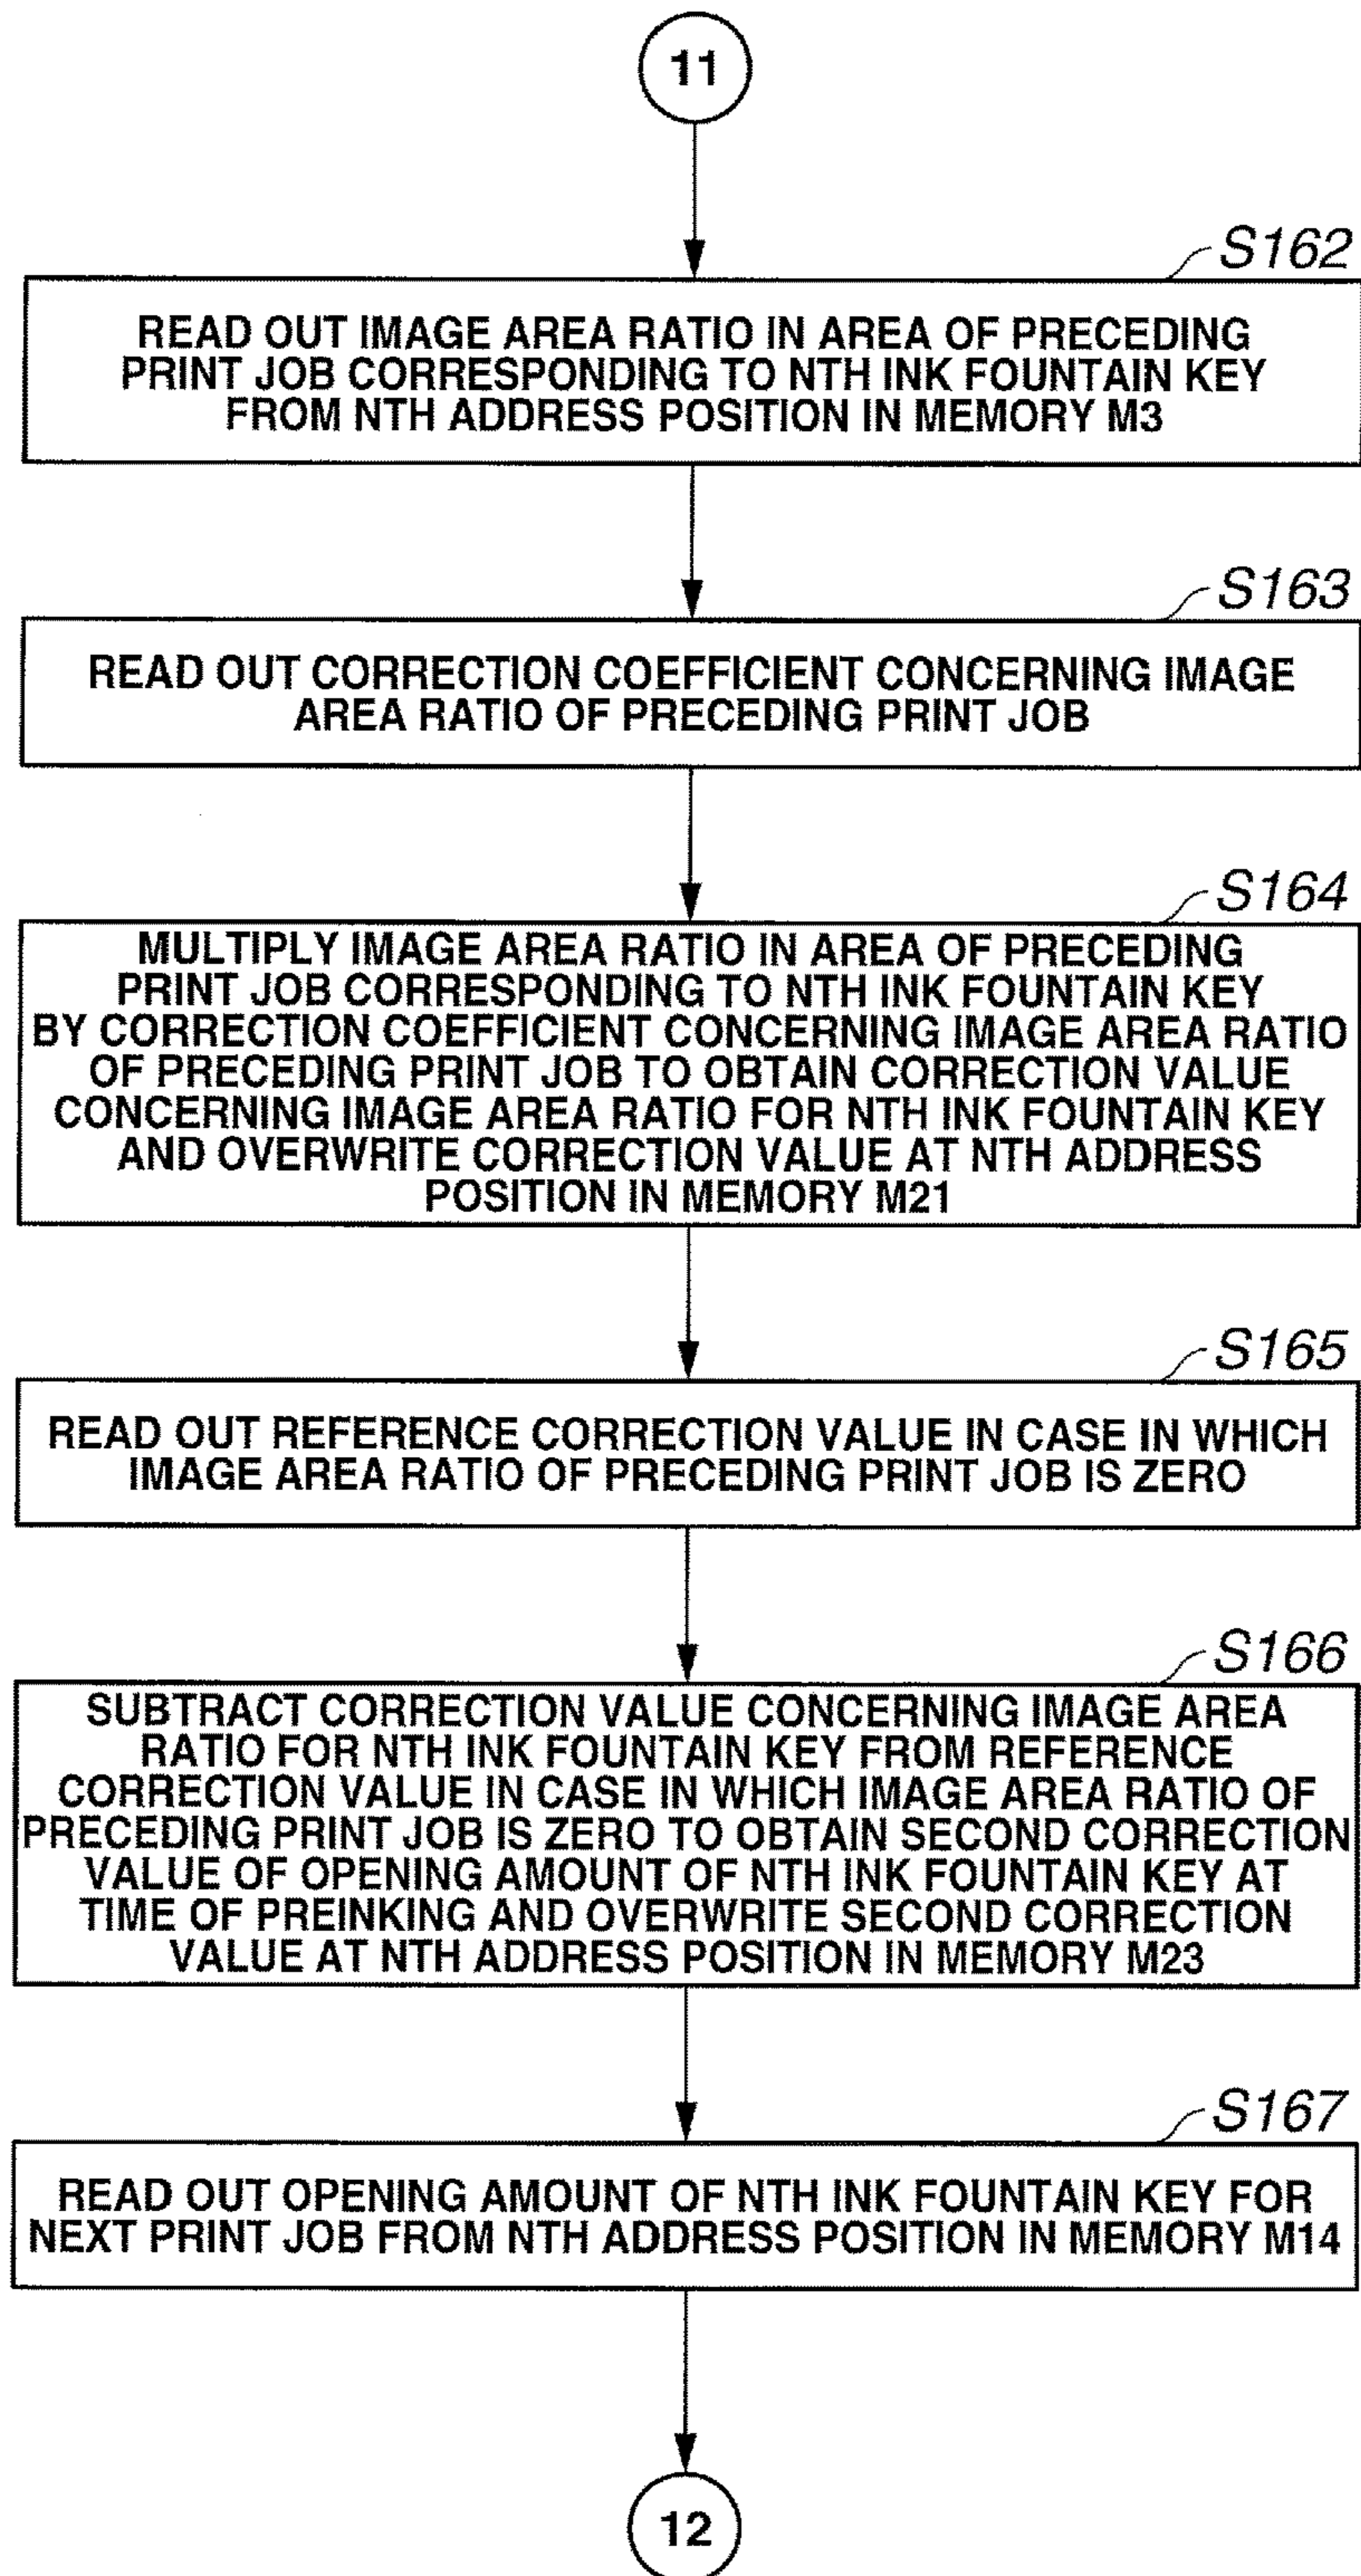 11
S162
READ OUT IMAGE AREA RATIO IN AREA OF PRECEDING
PRINT JOB CORRESPONDING TO NTH INK FOUNTAIN KEY
FROM NTH ADDRESS POSITION IN MEMORY M3
S163
READ OUT CORRECTION COEFFICIENT CONCERNING IMAGE
AREA RATIO OF PRECEDING PRINT JOB
S164
MULTIPLY IMAGE AREA RATIO IN AREA OF PRECEDING
PRINT JOB CORRESPONDING TO NTH INK FOUNTAIN KEY
BY CORRECTION COEFFICIENT CONCERNING IMAGE AREA RATIO
OF PRECEDING PRINT JOB TO OBTAIN CORRECTION VALUE
CONCERNING IMAGE AREA RATIO FOR NTH INK FOUNTAIN KEY
AND OVERWRITE CORRECTION VALUE AT NTH ADDRESS
POSITION IN MEMORY M21
S165
READ OUT REFERENCE CORRECTION VALUE IN CASE IN WHICH
IMAGE AREA RATIO OF PRECEDING PRINT JOB IS ZERO
S166
SUBTRACT CORRECTION VALUE CONCERNING IMAGE AREA
RATIO FOR NTH INK FOUNTAIN KEY FROM REFERENCE
CORRECTION VALUE IN CASE IN WHICH IMAGE AREA RATIO OF
PRECEDING PRINT JOB IS ZERO TO OBTAIN SECOND CORRECTION
VALUE OF OPENING AMOUNT OF NTH INK FOUNTAIN KEY AT
TIME OF PREINKING AND OVERWRITE SECOND CORRECTION
VALUE AT NTH ADDRESS POSITION IN MEMORY M23
S167
READ OUT OPENING AMOUNT OF NTH INK FOUNTAIN KEY FOR
NEXT PRINT JOB FROM NTH ADDRESS POSITION IN MEMORY M14
12